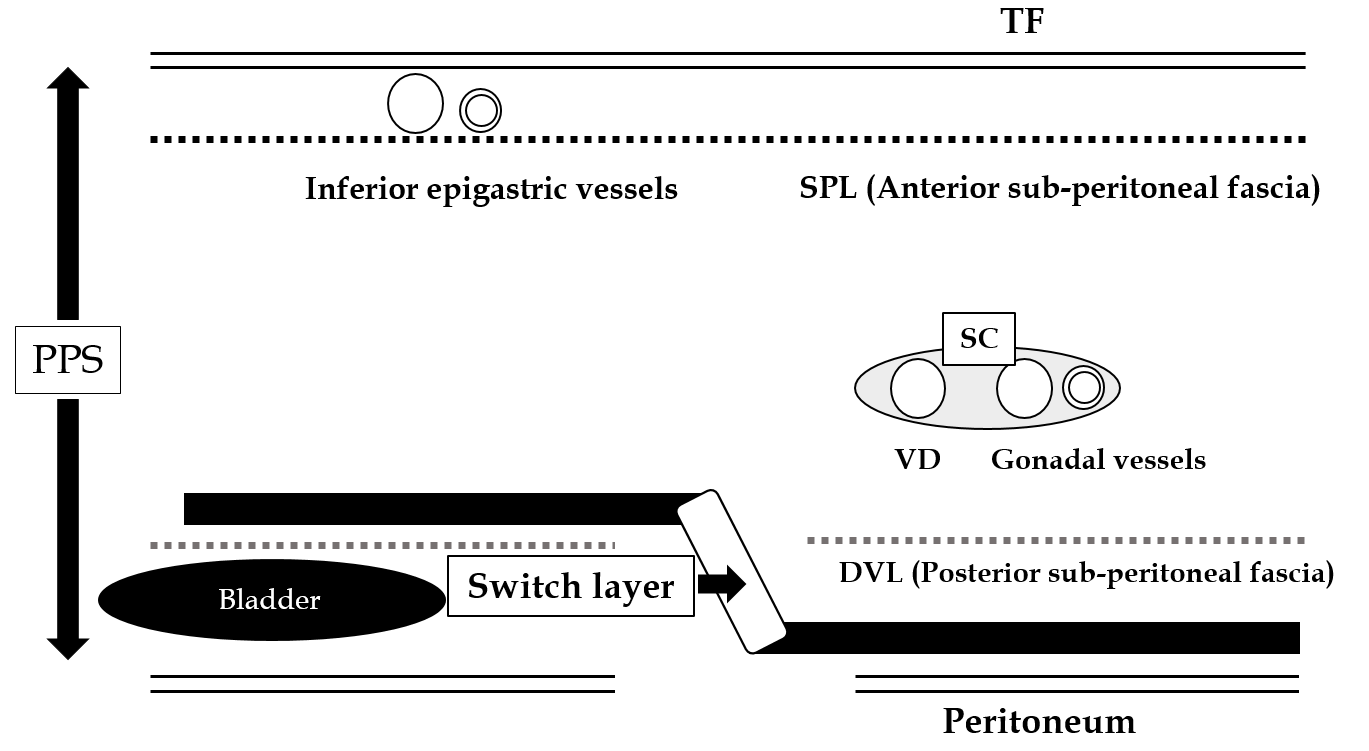 TF
Inferior epigastric vessels
SPL (Anterior sub-peritoneal fascia)
PPS
SC
VD
Gonadal vessels
Bladder
Switch layer
DVL (Posterior sub-peritoneal fascia)
Peritoneum